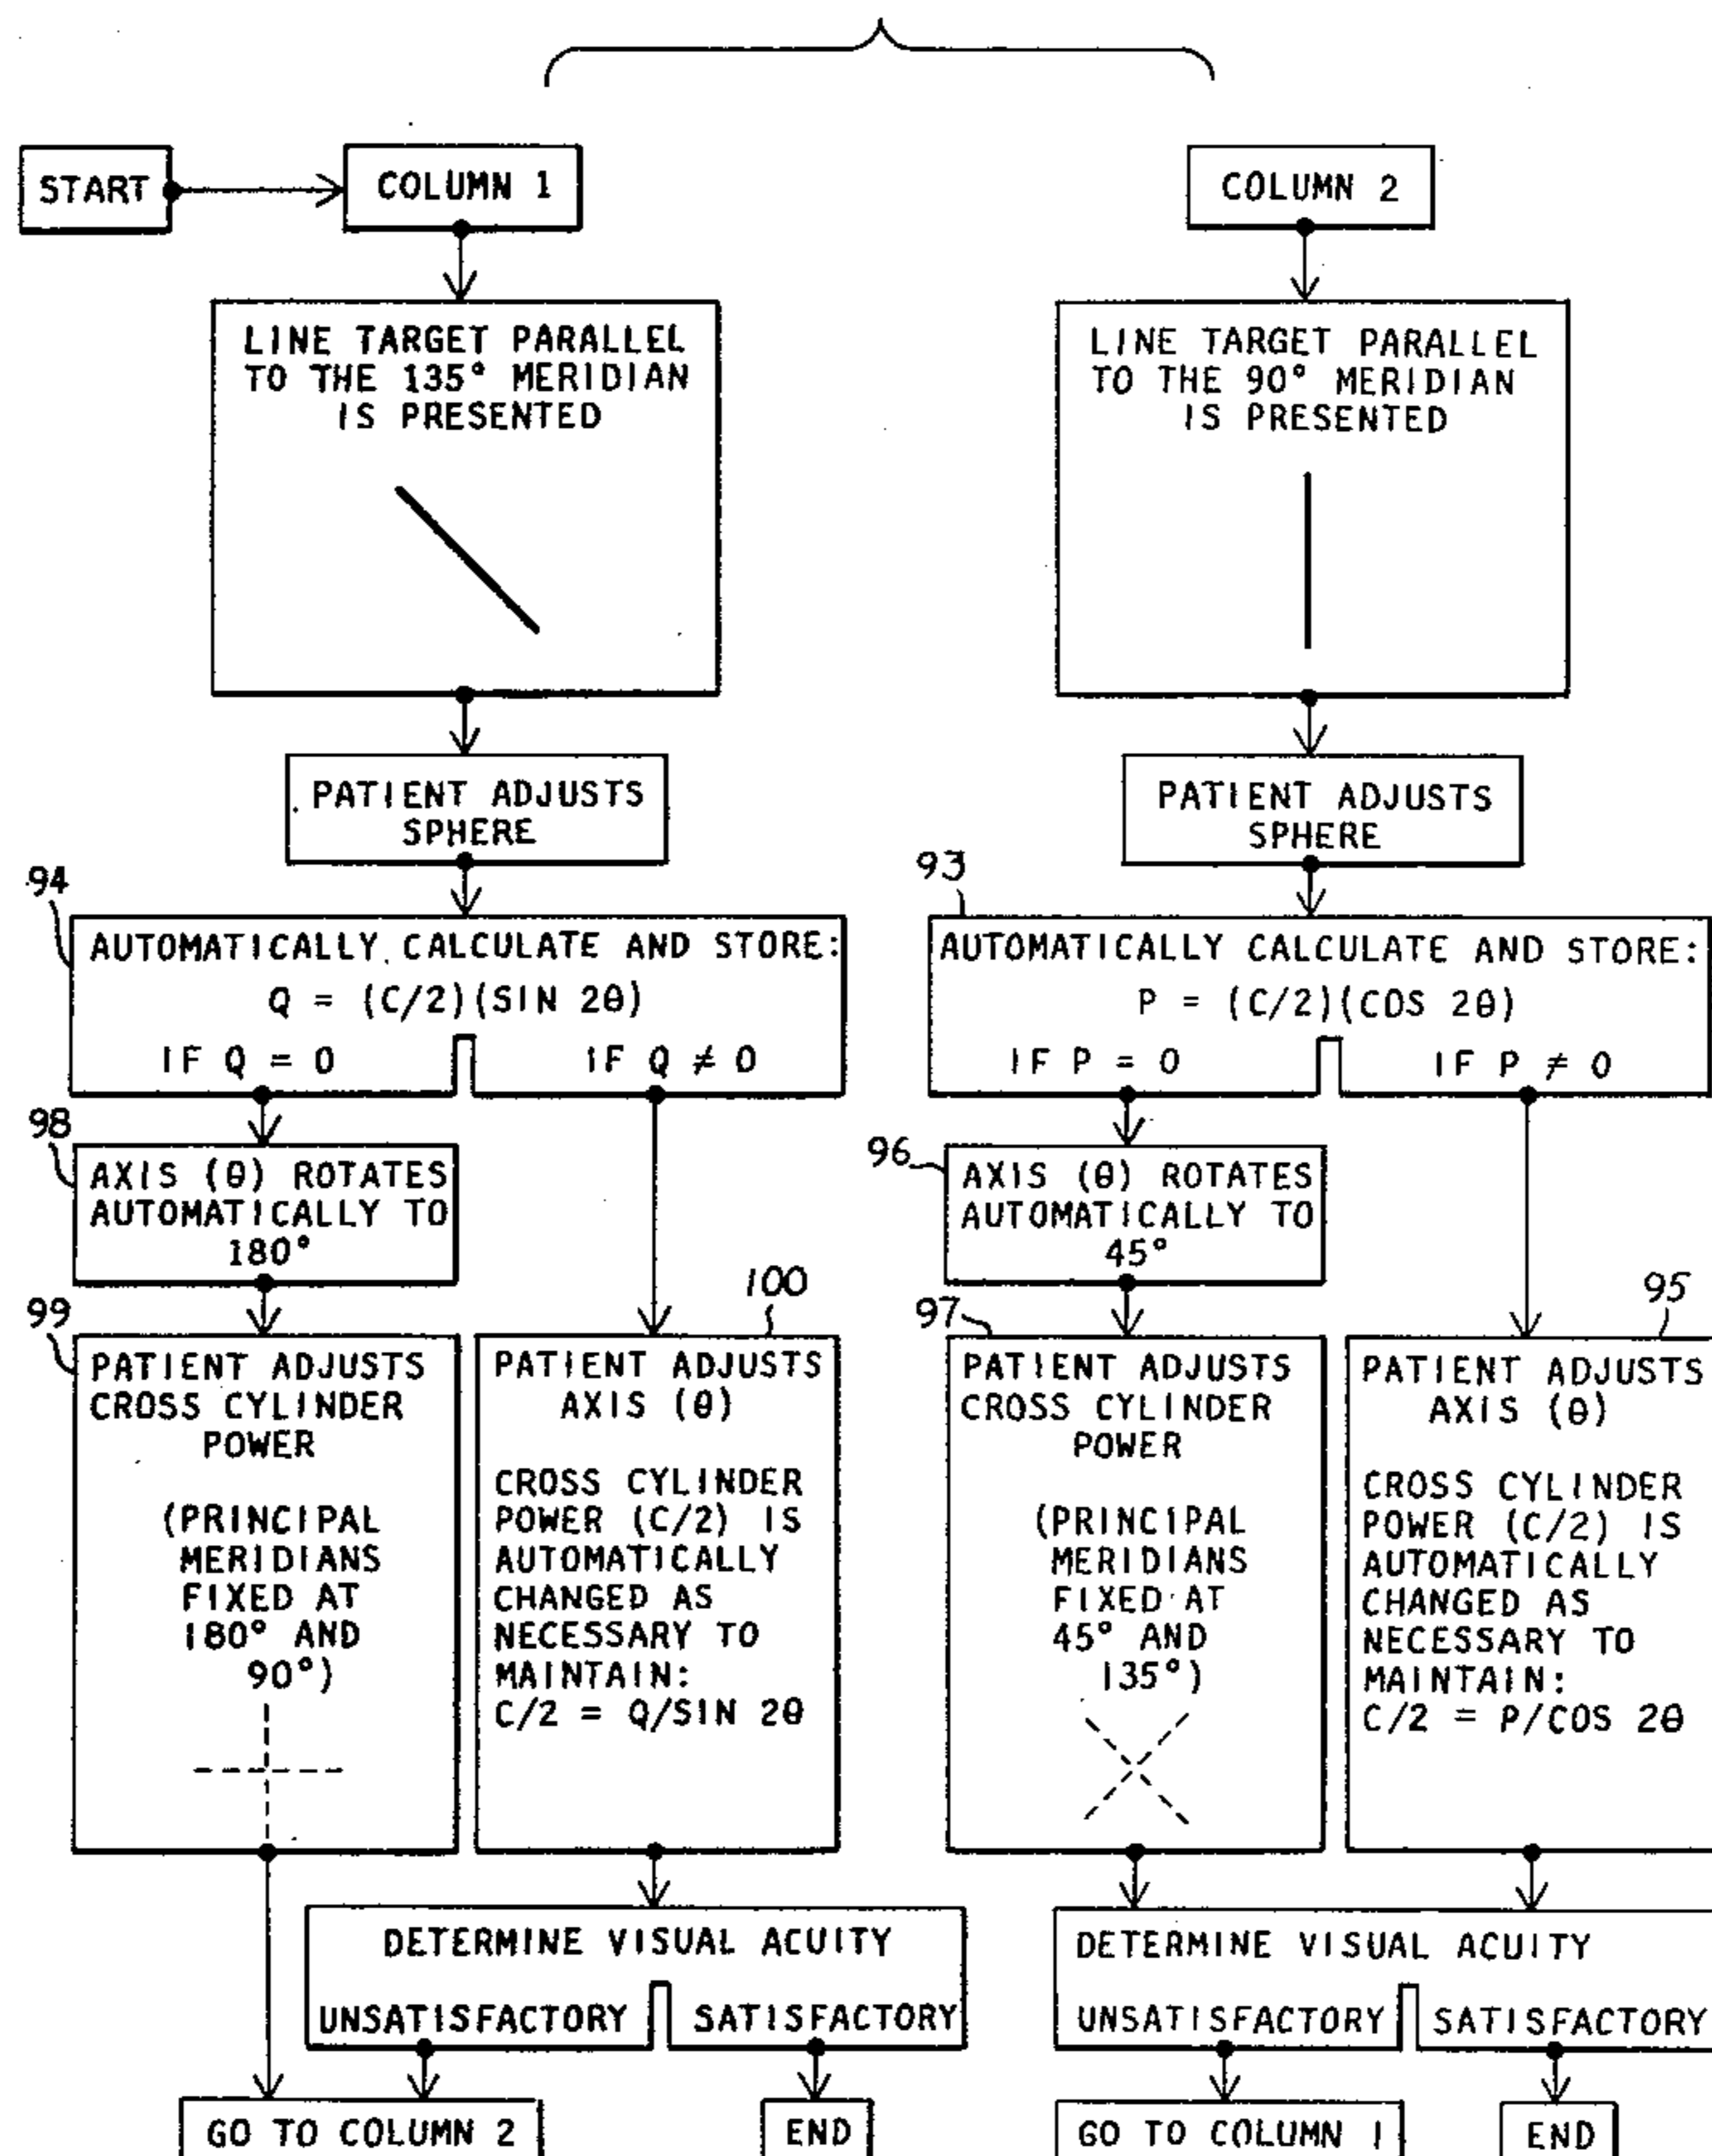 START
COLUMN 1
LINE TARGET PARALLEL
TO THE 135° MERIDIAN
IS PRESENTED
PATIENT ADJUSTS
SPHERE
94
AUTOMATICALLY CALCULATE AND STORE:
Q = (C/2)(SIN 2θ)
IF Q = 0
IF Q ≠ 0
98
AXIS (θ) ROTATES
AUTOMATICALLY TO
180°
99
PATIENT ADJUSTS
CROSS CYLINDER
POWER
(PRINCIPAL
MERIDIANS
FIXED AT
180° AND
90°)
100
PATIENT ADJUSTS
AXIS (θ)
CROSS CYLINDER
POWER (C/2) IS
AUTOMATICALLY
CHANGED AS
NECESSARY TO
MAINTAIN:
C/2 = Q/SIN 2θ
DETERMINE VISUAL ACUITY
UNSATISFACTORY
SATISFACTORY
GO TO COLUMN 2
END
COLUMN 2
LINE TARGET PARALLEL
TO THE 90° MERIDIAN
IS PRESENTED
PATIENT ADJUSTS
SPHERE
93
AUTOMATICALLY CALCULATE AND STORE:
P = (C/2)(COS 2θ)
IF P = 0
IF P ≠ 0
96
AXIS (θ) ROTATES
AUTOMATICALLY TO
45°
97
PATIENT ADJUSTS
CROSS CYLINDER
POWER
(PRINCIPAL
MERIDIANS
FIXED AT
45° AND
135°)
95
PATIENT ADJUSTS
AXIS (θ)
CROSS CYLINDER
POWER (C/2) IS
AUTOMATICALLY
CHANGED AS
NECESSARY TO
MAINTAIN:
C/2 = P/COS 2θ
DETERMINE VISUAL ACUITY
UNSATISFACTORY
SATISFACTORY
GO TO COLUMN 1
END